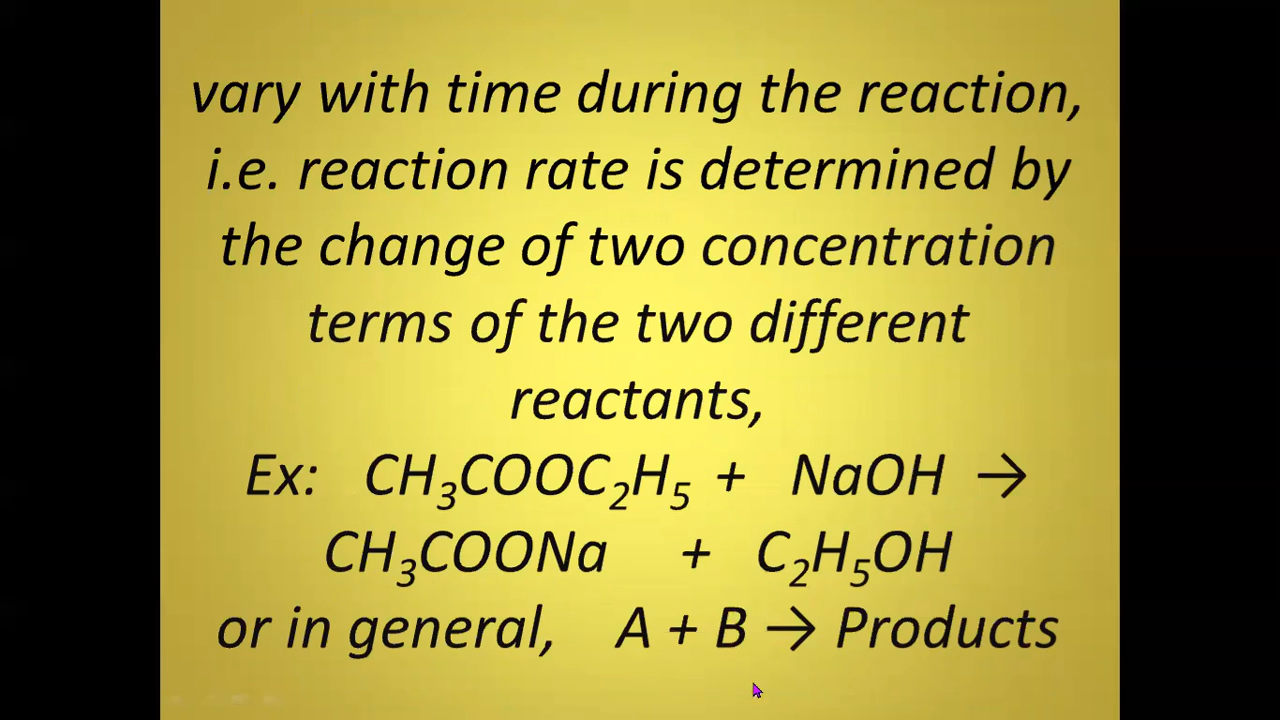 vary with time during the reaction,
i.e. reaction rate is determined by
the change of two concentration
terms of the two different
reactants,
Ex: CH₃COOC₂H₅ + NaOH →
CH₃COONa + C₂H₅OH
or in general, A + B → Products